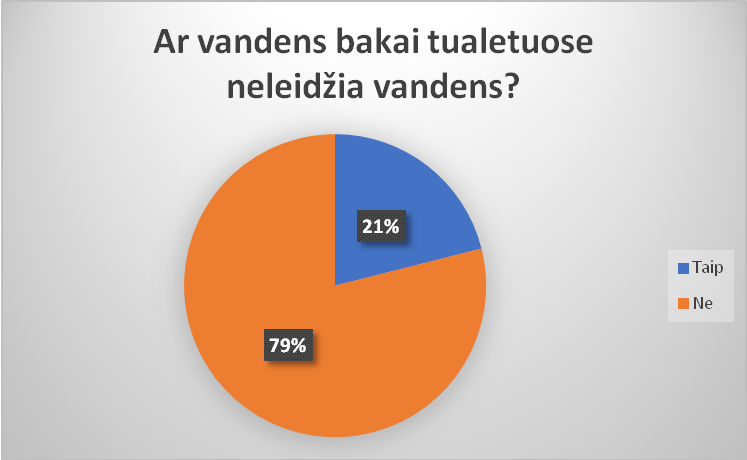 Ar vandens bakai tualetuose
neleidžia vandens?
21%
79%
Taip
Ne